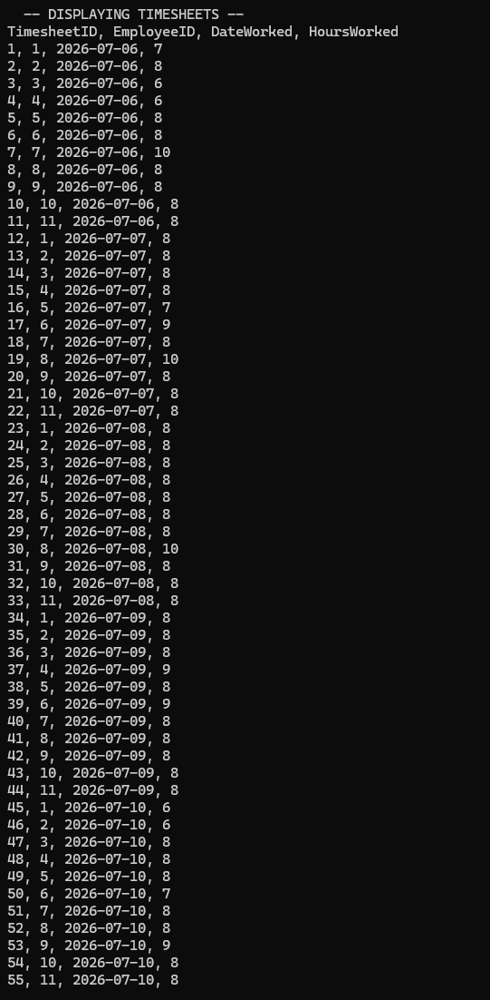 -- DISPLAYING TIMESHEETS --
TimesheetID, EmployeeID, DateWorked, HoursWorked
1, 1, 2026-07-06, 7
2, 2, 2026-07-06, 8
3, 3, 2026-07-06, 6
4, 4, 2026-07-06, 6
5, 5, 2026-07-06, 8
6, 6, 2026-07-06, 8
7, 7, 2026-07-06, 10
8, 8, 2026-07-06, 8
9, 9, 2026-07-06, 8
10, 10, 2026-07-06, 8
11, 11, 2026-07-06, 8
12, 1, 2026-07-07, 8
13, 2, 2026-07-07, 8
14, 3, 2026-07-07, 8
15, 4, 2026-07-07, 8
16, 5, 2026-07-07, 7
17, 6, 2026-07-07, 9
18, 7, 2026-07-07, 8
19, 8, 2026-07-07, 10
20, 9, 2026-07-07, 8
21, 10, 2026-07-07, 8
22, 11, 2026-07-07, 8
23, 1, 2026-07-08, 8
24, 2, 2026-07-08, 8
25, 3, 2026-07-08, 8
26, 4, 2026-07-08, 8
27, 5, 2026-07-08, 8
28, 6, 2026-07-08, 8
29, 7, 2026-07-08, 8
30, 8, 2026-07-08, 10
31, 9, 2026-07-08, 8
32, 10, 2026-07-08, 8
33, 11, 2026-07-08, 8
34, 1, 2026-07-09, 8
35, 2, 2026-07-09, 8
36, 3, 2026-07-09, 8
37, 4, 2026-07-09, 9
38, 5, 2026-07-09, 8
39, 6, 2026-07-09, 9
40, 7, 2026-07-09, 8
41, 8, 2026-07-09, 8
42, 9, 2026-07-09, 8
43, 10, 2026-07-09, 8
44, 11, 2026-07-09, 8
45, 1, 2026-07-10, 6
46, 2, 2026-07-10, 6
47, 3, 2026-07-10, 8
48, 4, 2026-07-10, 8
49, 5, 2026-07-10, 8
50, 6, 2026-07-10, 7
51, 7, 2026-07-10, 8
52, 8, 2026-07-10, 8
53, 9, 2026-07-10, 9
54, 10, 2026-07-10, 8
55, 11, 2026-07-10, 8